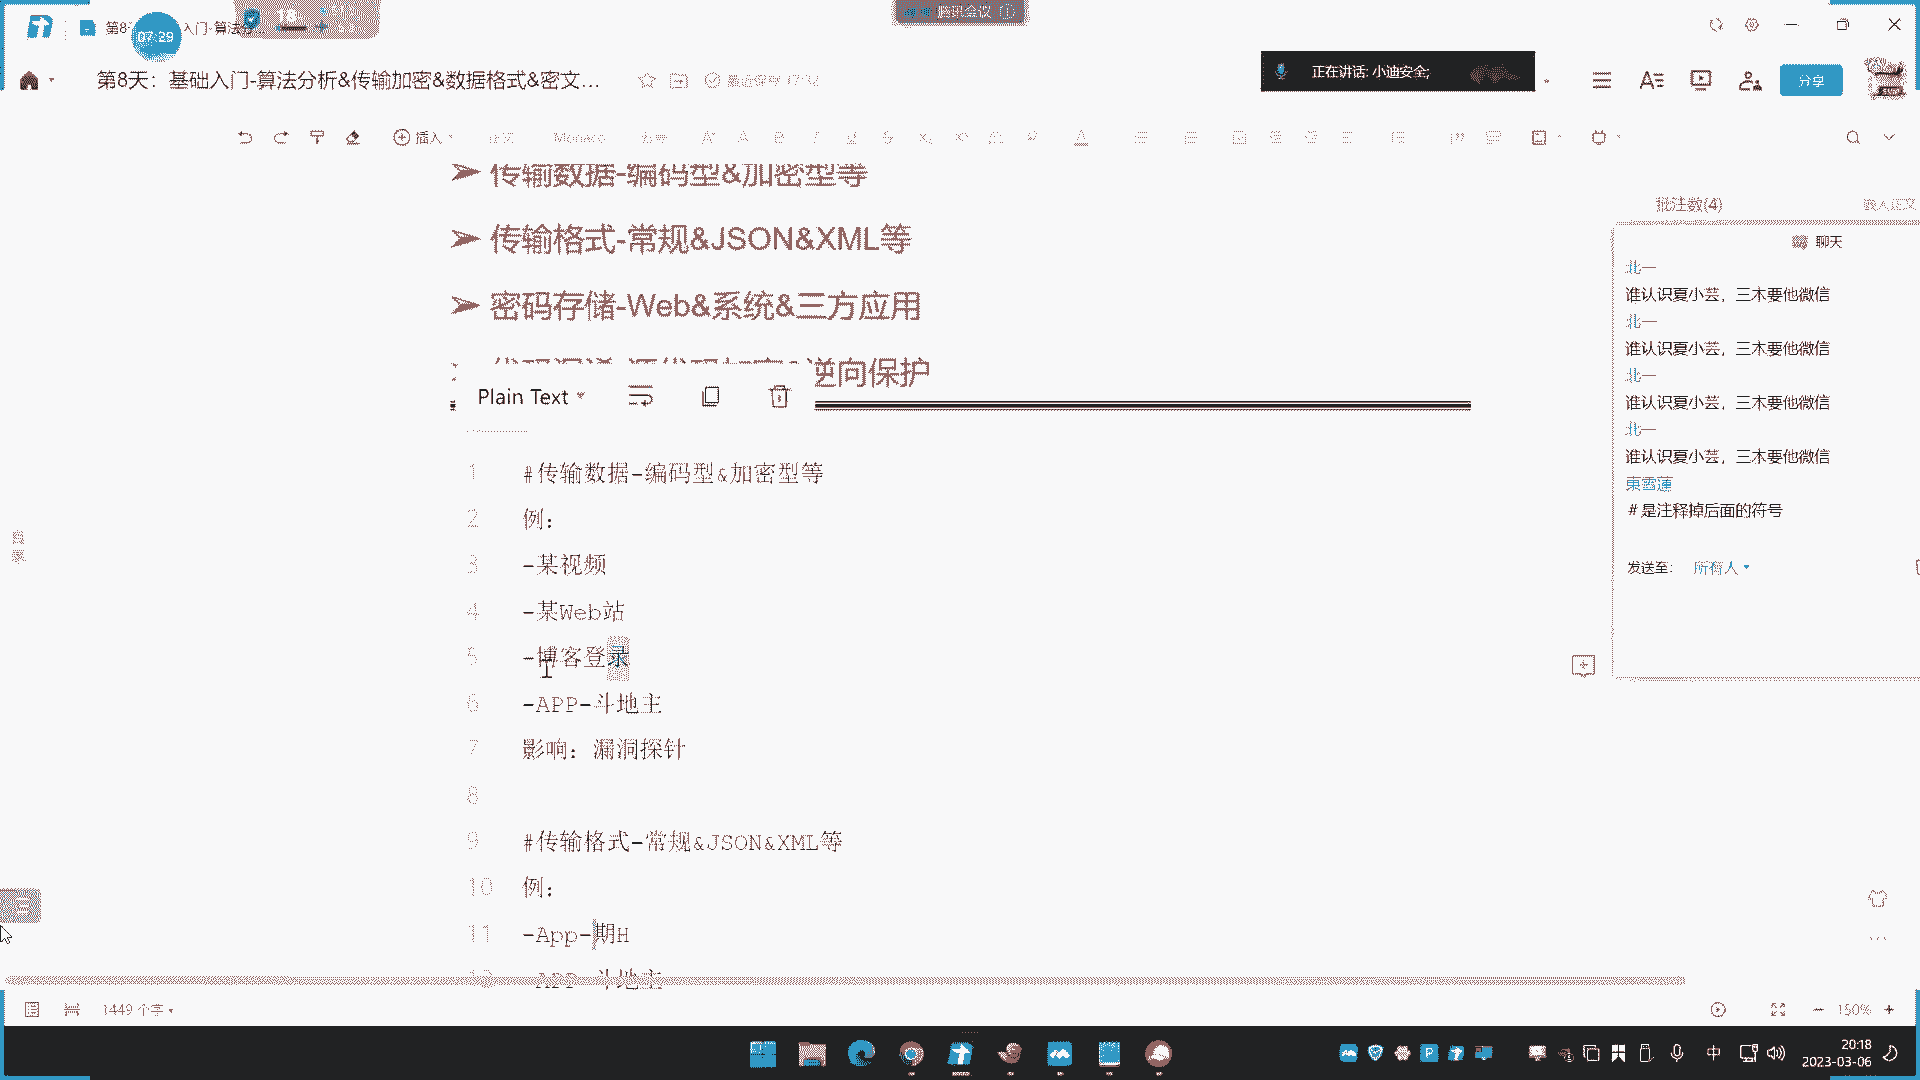 07:29
腾讯会议
第8天：基础入门-算法分析&传输加密&数据格式&密文...
正在讲话: 小迪安全;
分享
插入
正文
Monaco
传输数据-编码型&加密型等
传输格式-常规&JSON&XML等
密码存储-Web&系统&三方应用
逆向保护
Plain Text
1 #传输数据-编码型&加密型等
2 例：
3 -某视频
4 -某Web站
5 -博客登录
6 -APP-斗地主
7 影响：漏洞探针
8
9 #传输格式-常规&JSON&XML等
10 例：
11 -App-期H
12 -APP-斗地主
批注数(4)
聊天
北一
谁认识夏小芸，三木要他微信
北一
谁认识夏小芸，三木要他微信
北一
谁认识夏小芸，三木要他微信
北一
谁认识夏小芸，三木要他微信
# 是注释掉后面的符号
发送至: 所有人
1449 个字
150%
中
20:18
2023-03-06